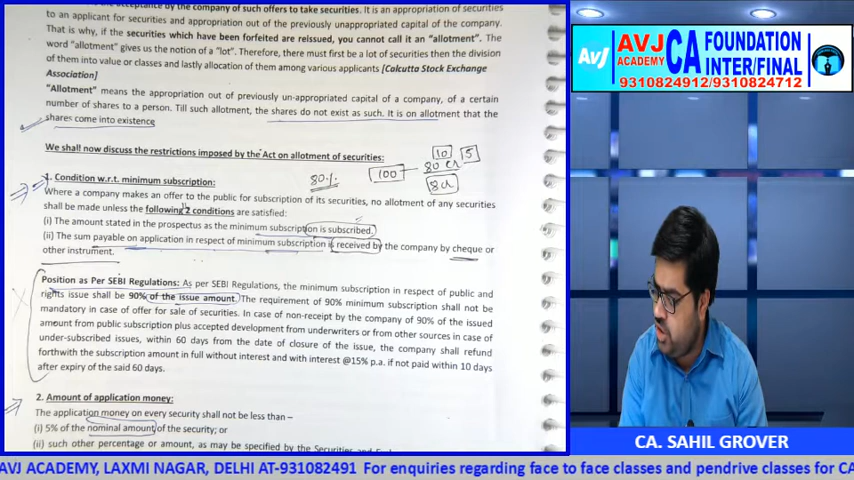 the acceptance by the company of such offers to take securities. It is an appropriation of securities
to an applicant for securities and appropriation out of the previously unappropriated capital of the company.
That is why, if the securities which have been forfeited are reissued, you cannot call it an "allotment". The
word "allotment" gives us the notion of a "lot". Therefore, there must first be a lot of securities then the division
of them into value or classes and lastly allocation of them among various applicants [Calcutta Stock Exchange
Association]
"Allotment" means the appropriation out of previously un-appropriated capital of a company, of a certain
number of shares to a person. Till such allotment, the shares do not exist as such. It is on allotment that the
shares come into existence
We shall now discuss the restrictions imposed by the Act on allotment of securities:
10
5
80 Cr
100
80%
8 Cr
1. Condition w.r.t. minimum subscription:
Where a company makes an offer to the public for subscription of its securities, no allotment of any securities
shall be made unless the following 2 conditions are satisfied:
(i) The amount stated in the prospectus as the minimum subscription is subscribed.
(ii) The sum payable on application in respect of minimum subscription is received by the company by cheque or
other instrument.
Position as Per SEBI Regulations: As per SEBI Regulations, the minimum subscription in respect of public and
rights issue shall be 90% of the issue amount. The requirement of 90% minimum subscription shall not be
mandatory in case of offer for sale of securities. In case of non-receipt by the company of 90% of the issued
amount from public subscription plus accepted development from underwriters or from other sources in case of
under-subscribed issues, within 60 days from the date of closure of the issue, the company shall refund
forthwith the subscription amount in full without interest and with interest @15% p.a. if not paid within 10 days
after expiry of the said 60 days.
2. Amount of application money:
The application money on every security shall not be less than –
(i) 5% of the nominal amount of the security; or
(ii) such other percentage or amount, as may be specified by the Securities and
AVJ
AVJ ACADEMY
CA FOUNDATION INTER/FINAL
9310824912/9310824712
CA. SAHIL GROVER
AVJ ACADEMY, LAXMI NAGAR, DELHI AT-931082491 For enquiries regarding face to face classes and pendrive classes for CA